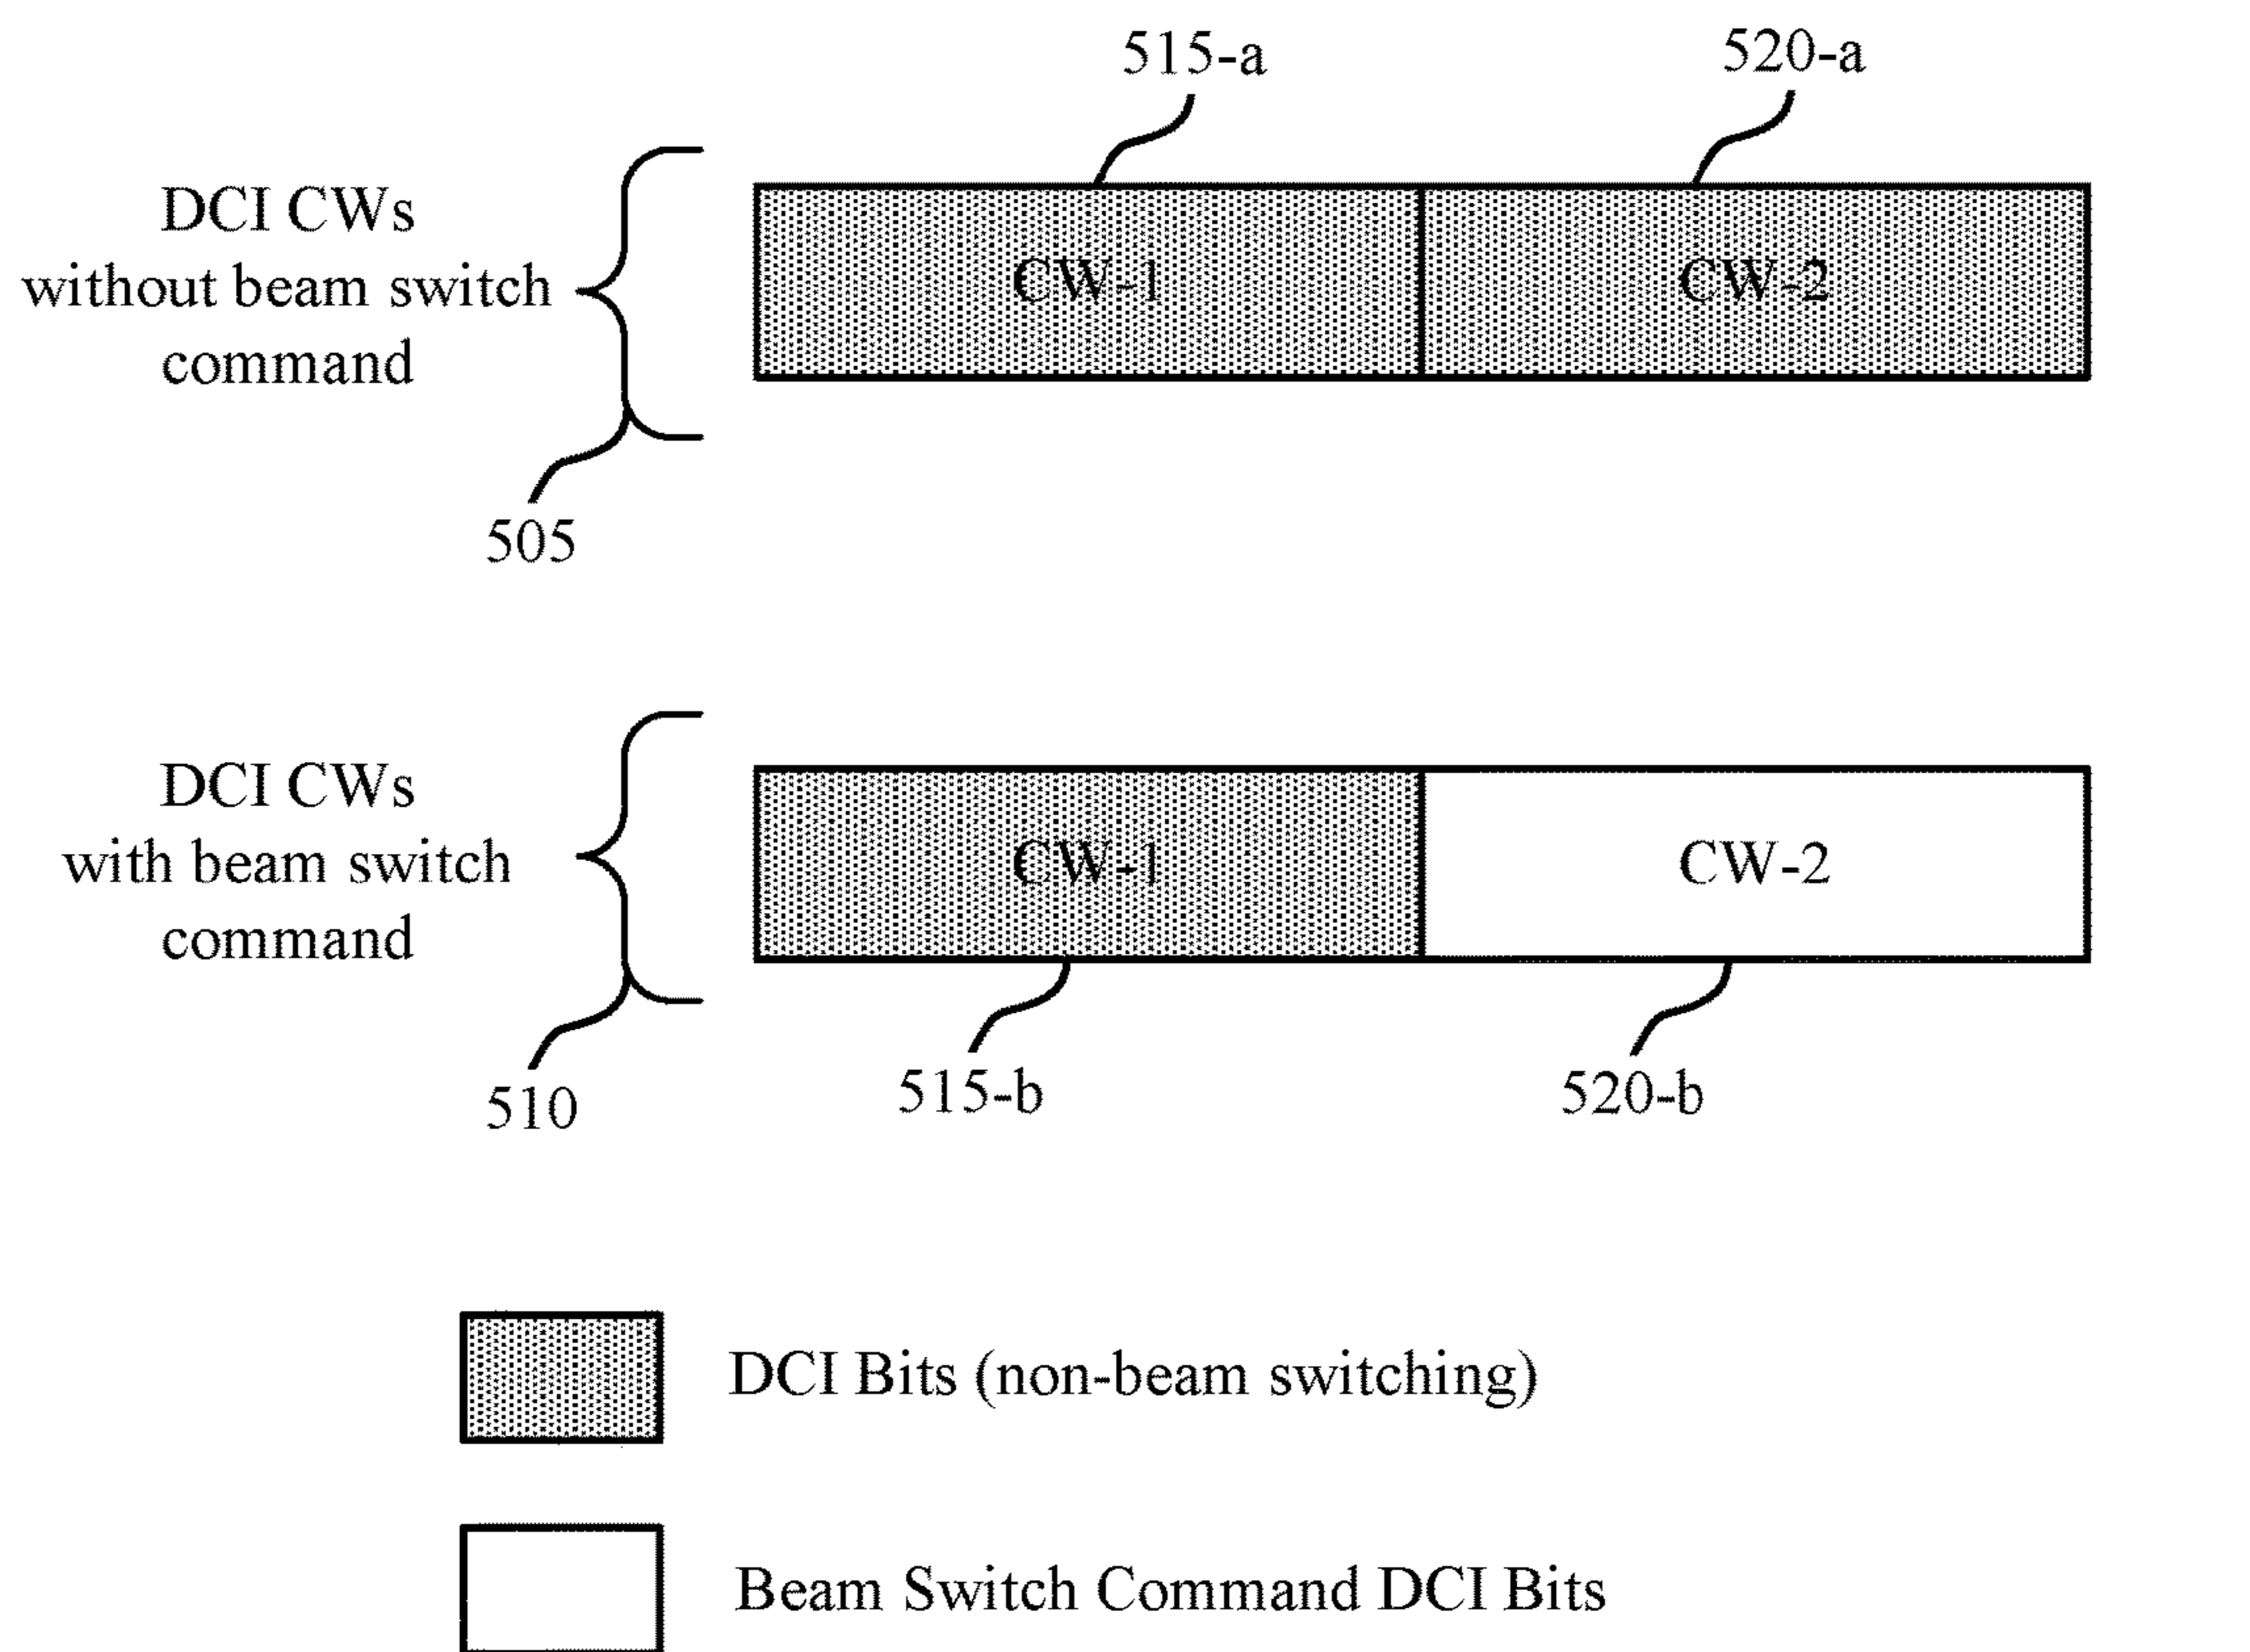 515-a
520-a
DCI CWs
without beam switch
command
CW-1
CW-2
505
DCI CWs
with beam switch
command
CW-1
CW-2
510
515-b
520-b
DCI Bits (non-beam switching)
Beam Switch Command DCI Bits